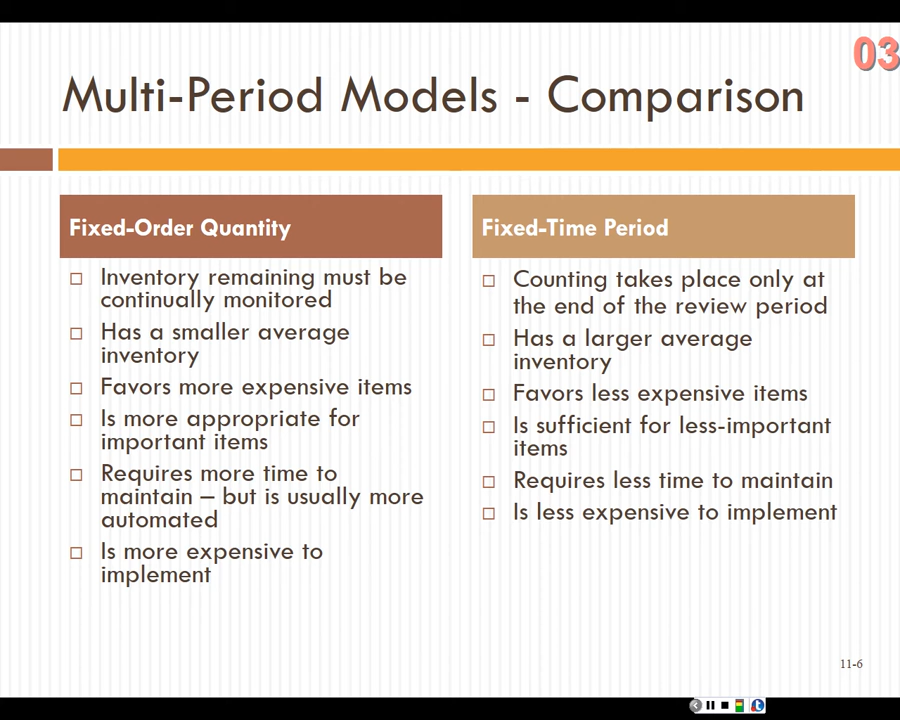 03
Multi-Period Models - Comparison
Fixed-Order Quantity
Inventory remaining must be
continually monitored
Has a smaller average
inventory
Favors more expensive items
Is more appropriate for
important items
Requires more time to
maintain – but is usually more
automated
Is more expensive to
implement
Fixed-Time Period
Counting takes place only at
the end of the review period
Has a larger average
inventory
Favors less expensive items
Is sufficient for less-important
items
Requires less time to maintain
Is less expensive to implement
11-6